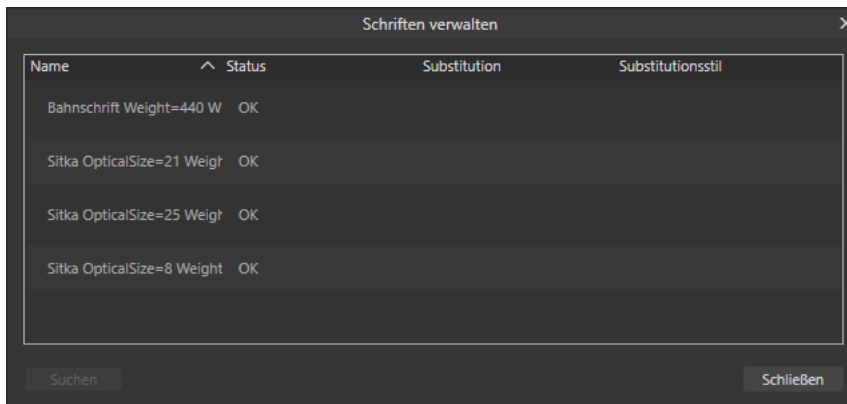 Schriften verwalten
Name Status Substitution Substitutionsstil
Bahnschrift Weight=440 W OK
Sitka OpticalSize=21 Weigh OK
Sitka OpticalSize=25 Weigh OK
Sitka OpticalSize=8 Weight OK
Suchen Schließen